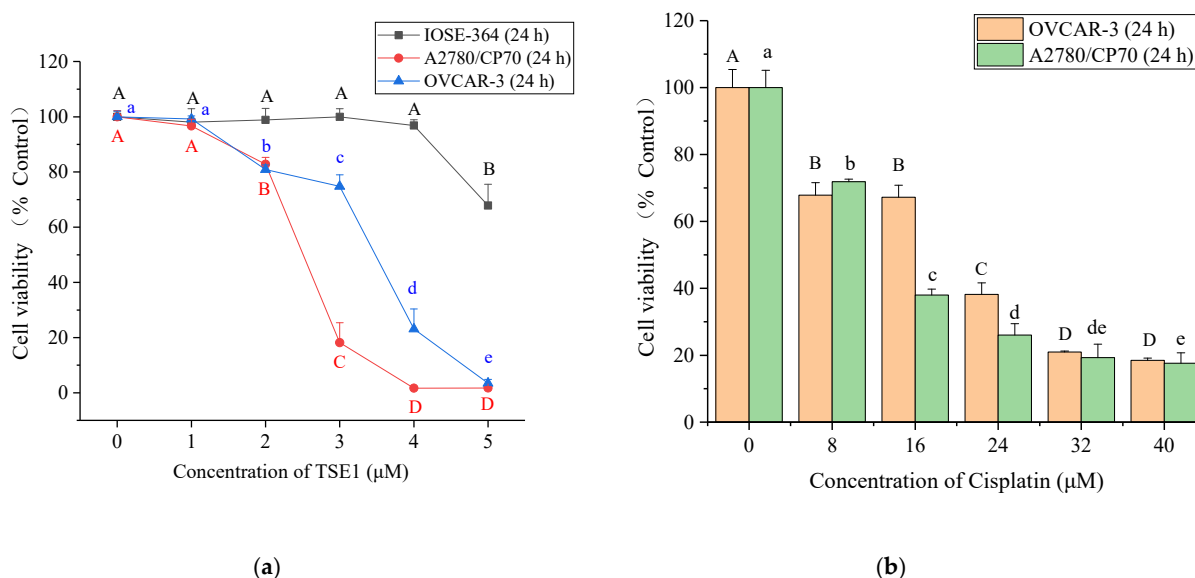 IOSE-364 (24 h)
A2780/CP70 (24 h)
OVCAR-3 (24 h)
Cell viability (% Control)
120
100
80
60
40
20
0
A
A
A
A
A
B
a
a
b
c
d
e
A
A
B
C
D
D
0 1 2 3 4 5
Concentration of TSE1 (μM)
(a)
OVCAR-3 (24 h)
A2780/CP70 (24 h)
Cell viability (% Control)
120
100
80
60
40
20
0
A a
B b
B c
C d
D de
D e
0 8 16 24 32 40
Concentration of Cisplatin (μM)
(b)